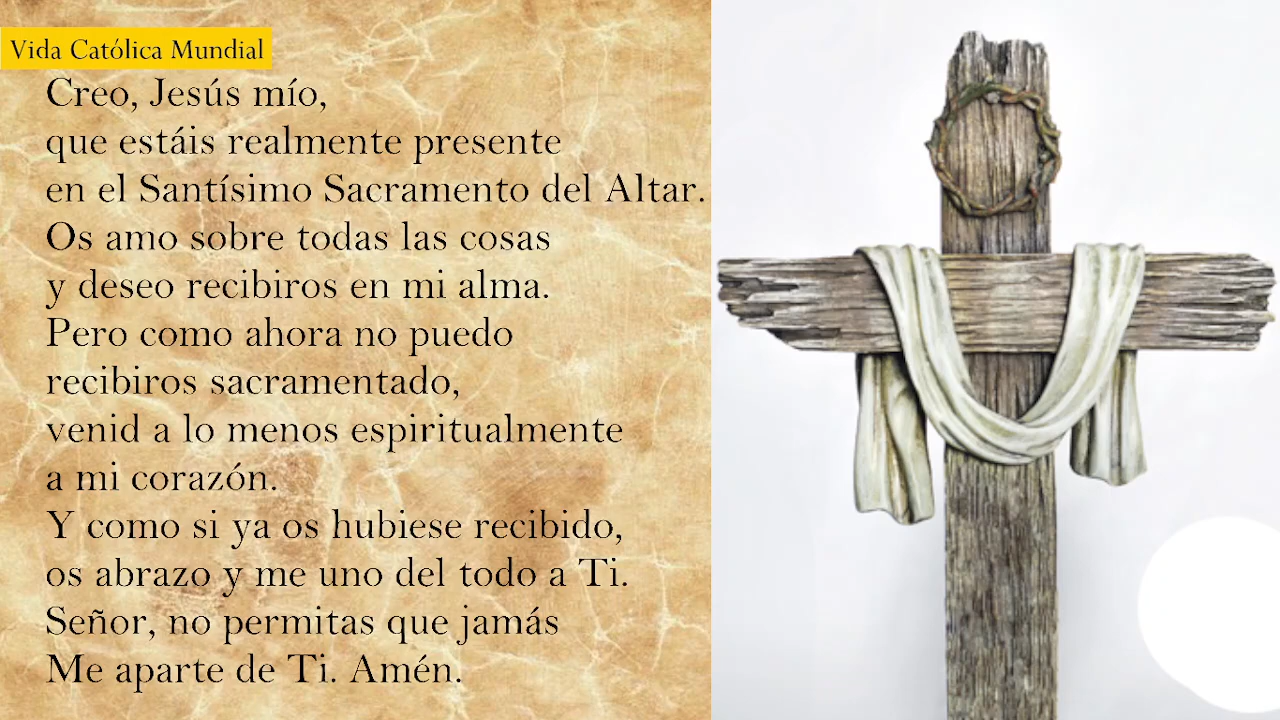 Vida Católica Mundial
Creo, Jesús mío,
que estáis realmente presente
en el Santísimo Sacramento del Altar.
Os amo sobre todas las cosas
y deseo recibiros en mi alma.
Pero como ahora no puedo
recibiros sacramentado,
venid a lo menos espiritualmente
a mi corazón.
Y como si ya os hubiese recibido,
os abrazo y me uno del todo a Ti.
Señor, no permitas que jamás
Me aparte de Ti. Amén.